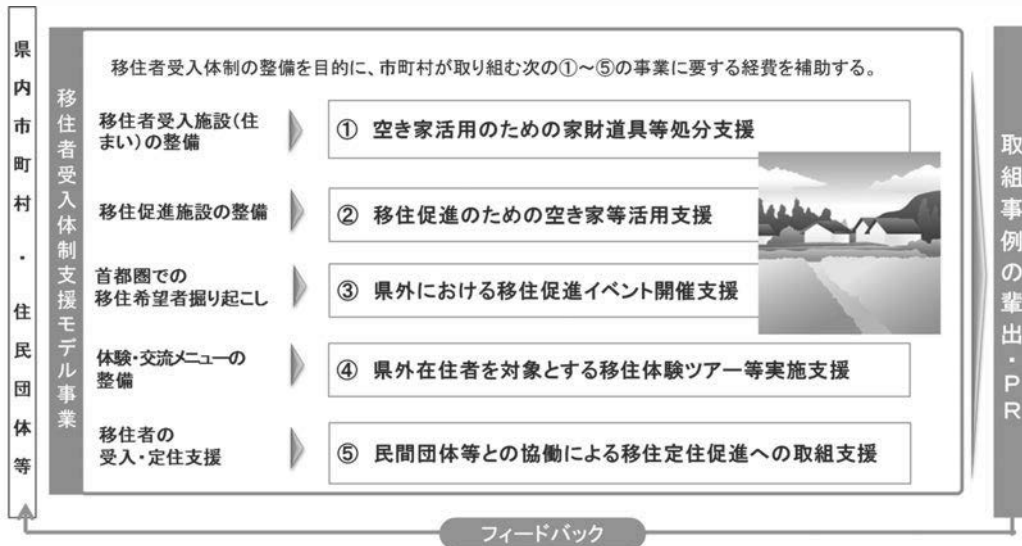 県内市町村・住民団体等
移住者受入体制支援モデル事業
移住者受入体制の整備を目的に、市町村が取り組む次の①～⑤の事業に要する経費を補助する。
移住者受入施設(住
まい)の整備
① 空き家活用のための家財道具等処分支援
移住促進施設の整備
② 移住促進のための空き家等活用支援
首都圏での
移住希望者掘り起こし
③ 県外における移住促進イベント開催支援
体験・交流メニューの
整備
④ 県外在住者を対象とする移住体験ツアー等実施支援
移住者の
受入・定住支援
⑤ 民間団体等との協働による移住定住促進への取組支援
取組事例の輩出・PR
フィードバック